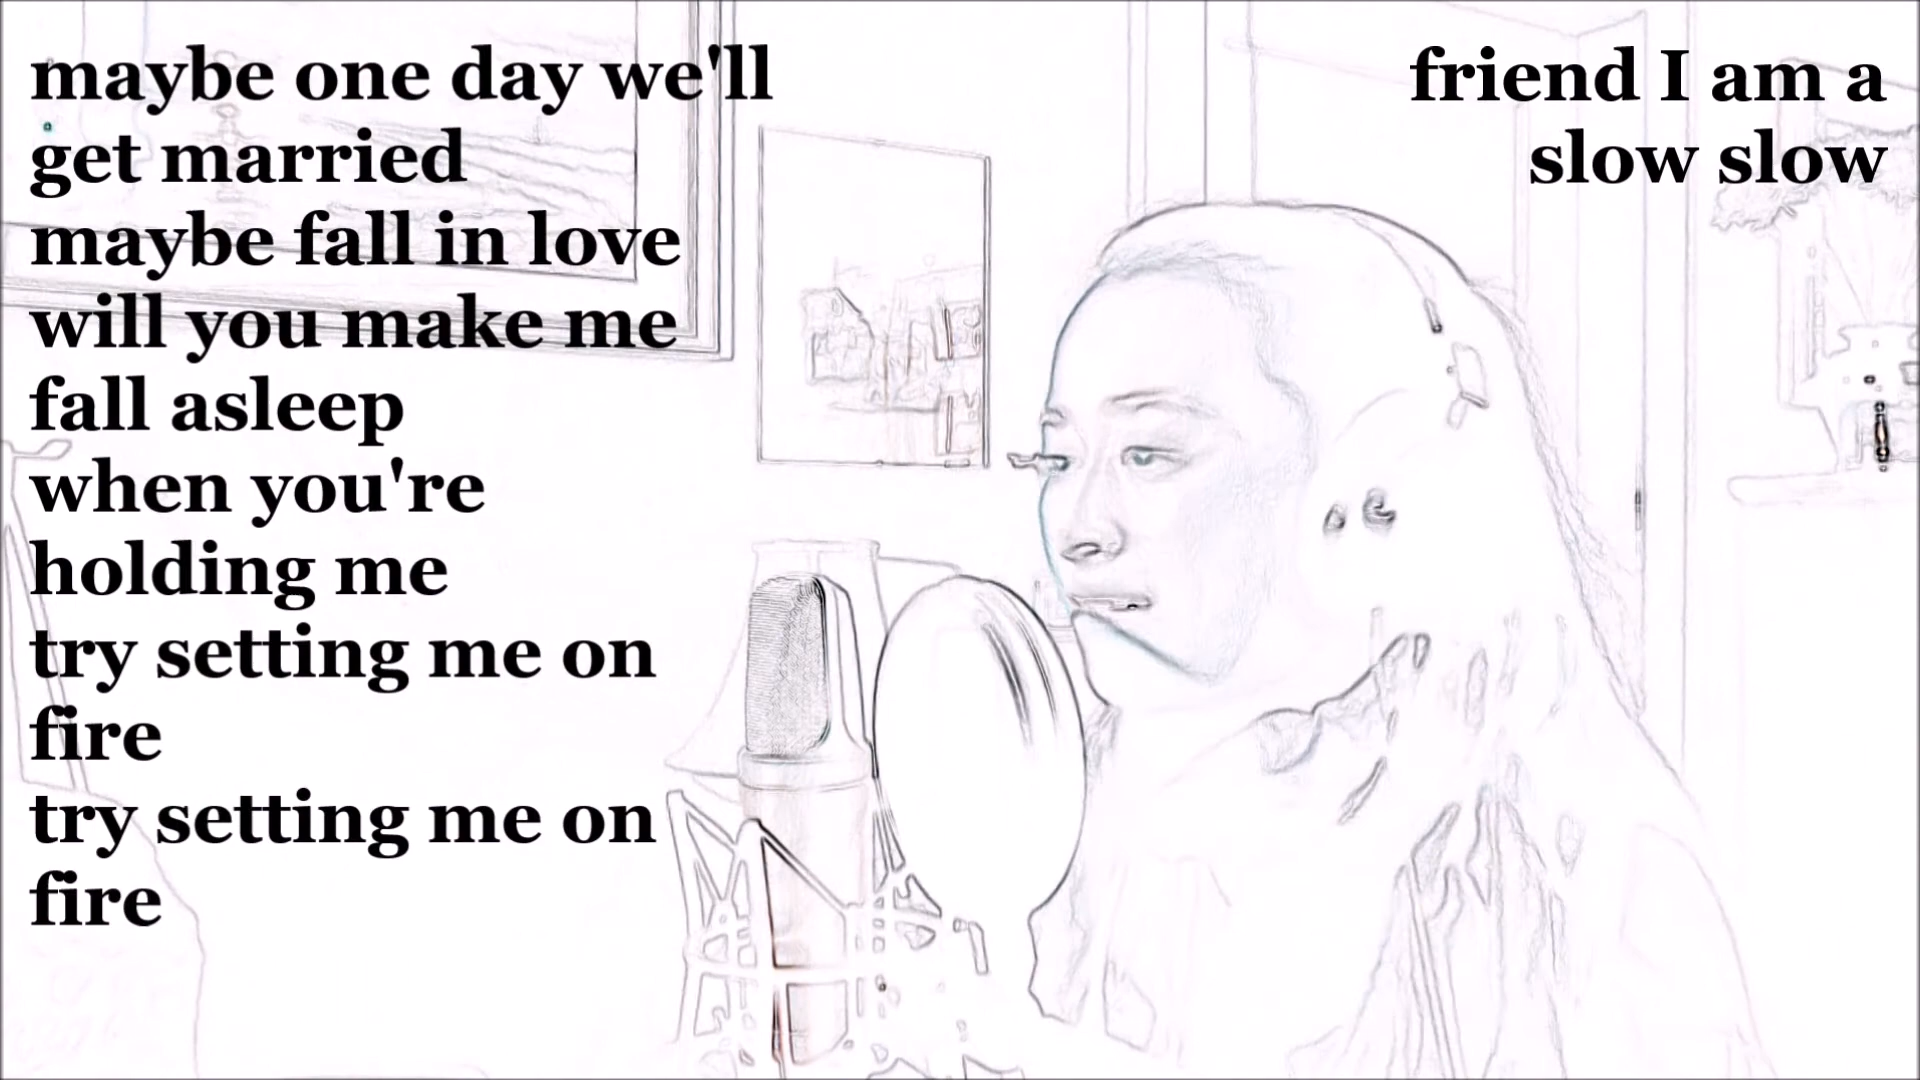 maybe one day we'll
get married
maybe fall in love
will you make me
fall asleep
when you're
holding me
try setting me on
fire
try setting me on
fire
friend I am a
slow slow